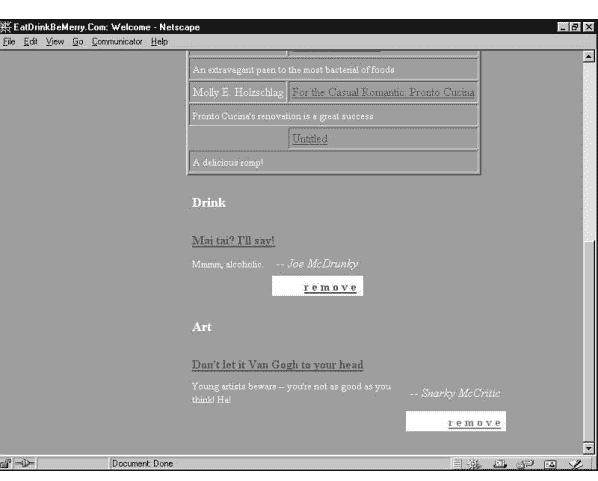 EatDrinkBeMerry.Com: Welcome - Netscape
File Edit View Go Communicator Help
An extravagant paen to the most bacterial of foods
Molly E. Holzschlag For the Casual Romantic: Pronto Cucina
Pronto Cucina's renovation is a great success
Untitled
A delicious romp!
Drink
Mai tai? I'll say!
Mmmm, alcoholic. -- Joe McDrunky
remove
Art
Don't let it Van Gogh to your head
Young artists beware -- you're not as good as you
think! Ha!
-- Snarky McCritic
remove
Document: Done